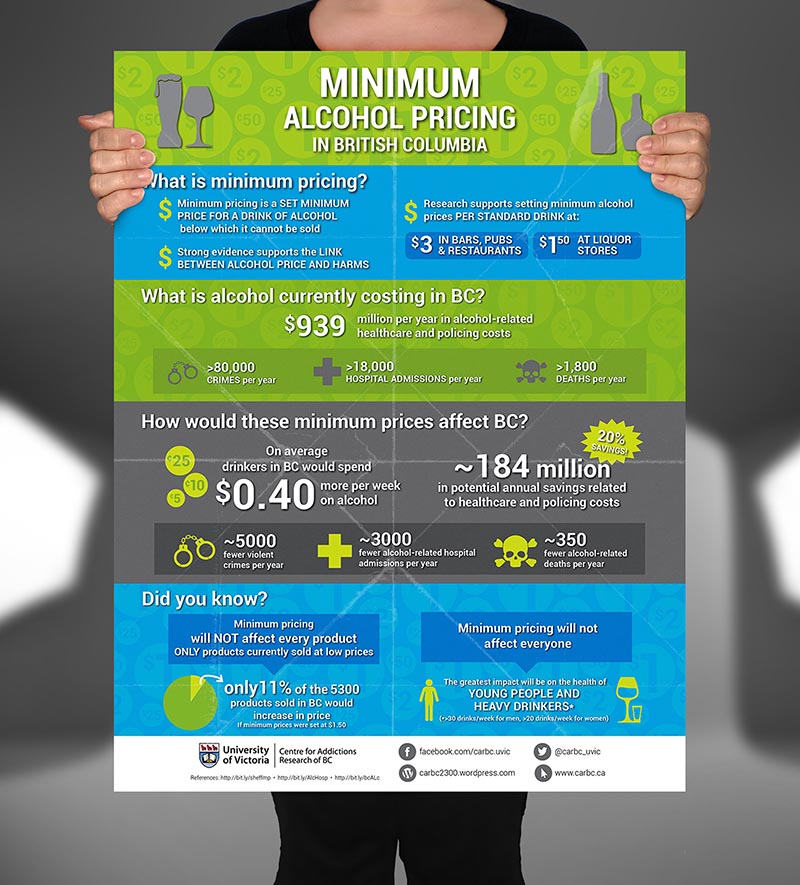 MINIMUM
ALCOHOL PRICING
IN BRITISH COLUMBIA
What is minimum pricing?
$ Minimum pricing is a SET MINIMUM
PRICE FOR A DRINK OF ALCOHOL
below which it cannot be sold
$ Strong evidence supports the LINK
BETWEEN ALCOHOL PRICE AND HARMS
$ Research supports setting minimum alcohol
prices PER STANDARD DRINK at:
$3 IN BARS, PUBS
& RESTAURANTS
$150 AT LIQUOR
STORES
What is alcohol currently costing in BC?
$939 million per year in alcohol-related
healthcare and policing costs
>80,000
CRIMES per year
>18,000
HOSPITAL ADMISSIONS per year
>1,800
DEATHS per year
How would these minimum prices affect BC?
¢25
¢10
¢5
On average
drinkers in BC would spend
$0.40 more per week
on alcohol
20%
SAVINGS!
~184 million
in potential annual savings related
to healthcare and policing costs
~5000
fewer violent
crimes per year
~3000
fewer alcohol-related hospital
admissions per year
~350
fewer alcohol-related
deaths per year
Did you know?
Minimum pricing
will NOT affect every product
ONLY products currently sold at low prices
only 11% of the 5300
products sold in BC would
increase in price
If minimum prices were set at $1.50
Minimum pricing will not
affect everyone
The greatest impact will be on the health of
YOUNG PEOPLE AND
HEAVY DRINKERS*
(*>30 drinks/week for men, >20 drinks/week for women)
University
of Victoria
Centre for Addictions
Research of BC
References: http://bit.ly/sheffmp • http://bit.ly/AlcHosp • http://bit.ly/bcALc
facebook.com/carbc.uvic
@carbc_uvic
carbc2300.wordpress.com
www.carbc.ca